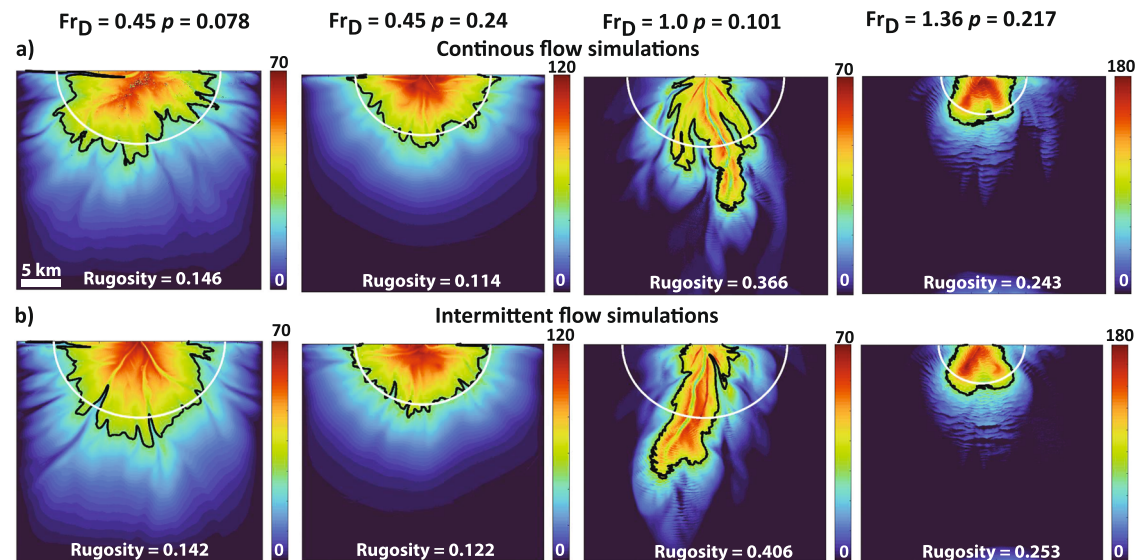 Fr_D = 0.45 p = 0.078
Fr_D = 0.45 p = 0.24
Fr_D = 1.0 p = 0.101
Fr_D = 1.36 p = 0.217
a)
Continous flow simulations
70
120
70
180
5 km
Rugosity = 0.146
0
Rugosity = 0.114
0
Rugosity = 0.366
0
Rugosity = 0.243
0
b)
Intermittent flow simulations
70
120
70
180
Rugosity = 0.142
0
Rugosity = 0.122
0
Rugosity = 0.406
0
Rugosity = 0.253
0